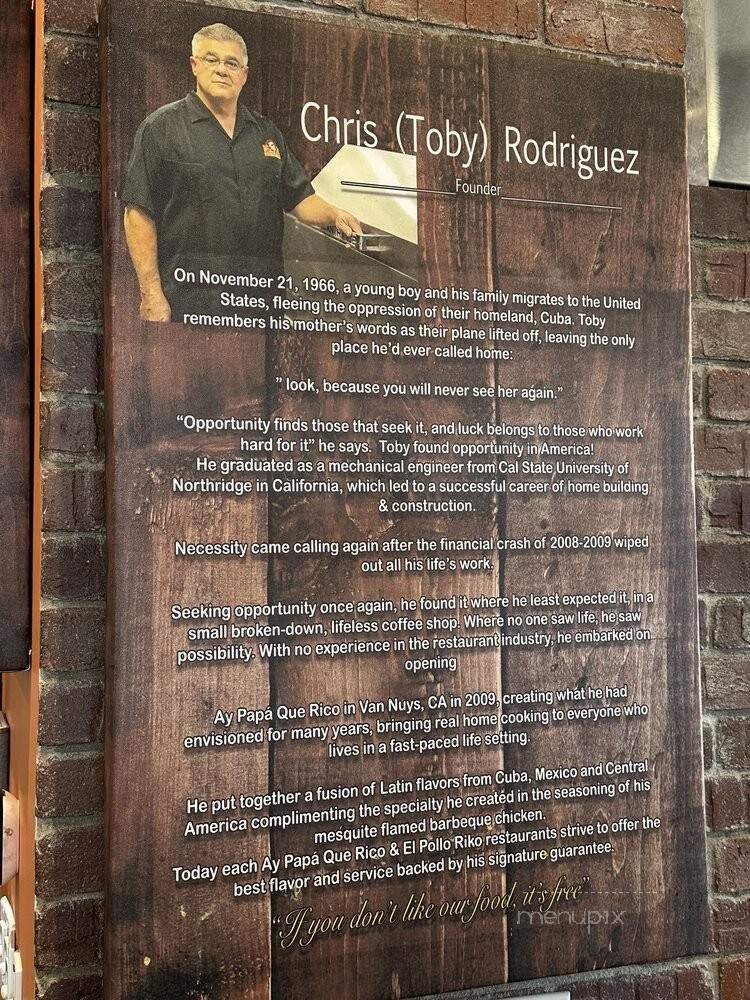 Chris (Toby) Rodriguez
Founder
On November 21, 1966, a young boy and his family migrates to the United
States, fleeing the oppression of their homeland, Cuba. Toby
remembers his mother's words as their plane lifted off, leaving the only
place he'd ever called home:
" look, because you will never see her again."
"Opportunity finds those that seek it, and luck belongs to those who work
hard for it" he says. Toby found opportunity in America!
He graduated as a mechanical engineer from Cal State University of
Northridge in California, which led to a successful career of home building
& construction.
Necessity came calling again after the financial crash of 2008-2009 wiped
out all his life's work.
Seeking opportunity once again, he found it where he least expected it, in a
small broken-down, lifeless coffee shop. Where no one saw life, he saw
possibility. With no experience in the restaurant industry, he embarked on
opening
Ay Papá Que Rico in Van Nuys, CA in 2009, creating what he had
envisioned for many years, bringing real home cooking to everyone who
lives in a fast-paced life setting.
He put together a fusion of Latin flavors from Cuba, Mexico and Central
America complimenting the specialty he created in the seasoning of his
mesquite flamed barbeque chicken.
Today each Ay Papá Que Rico & El Pollo Riko restaurants strive to offer the
best flavor and service backed by his signature guarantee.
"If you don't like our food, it's free"
menupix